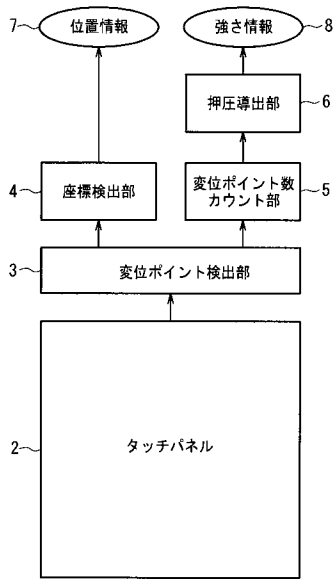 7
位置情報
強さ情報
8
押圧導出部
6
4
座標検出部
変位ポイント数
カウント部
5
3
変位ポイント検出部
2
タッチパネル